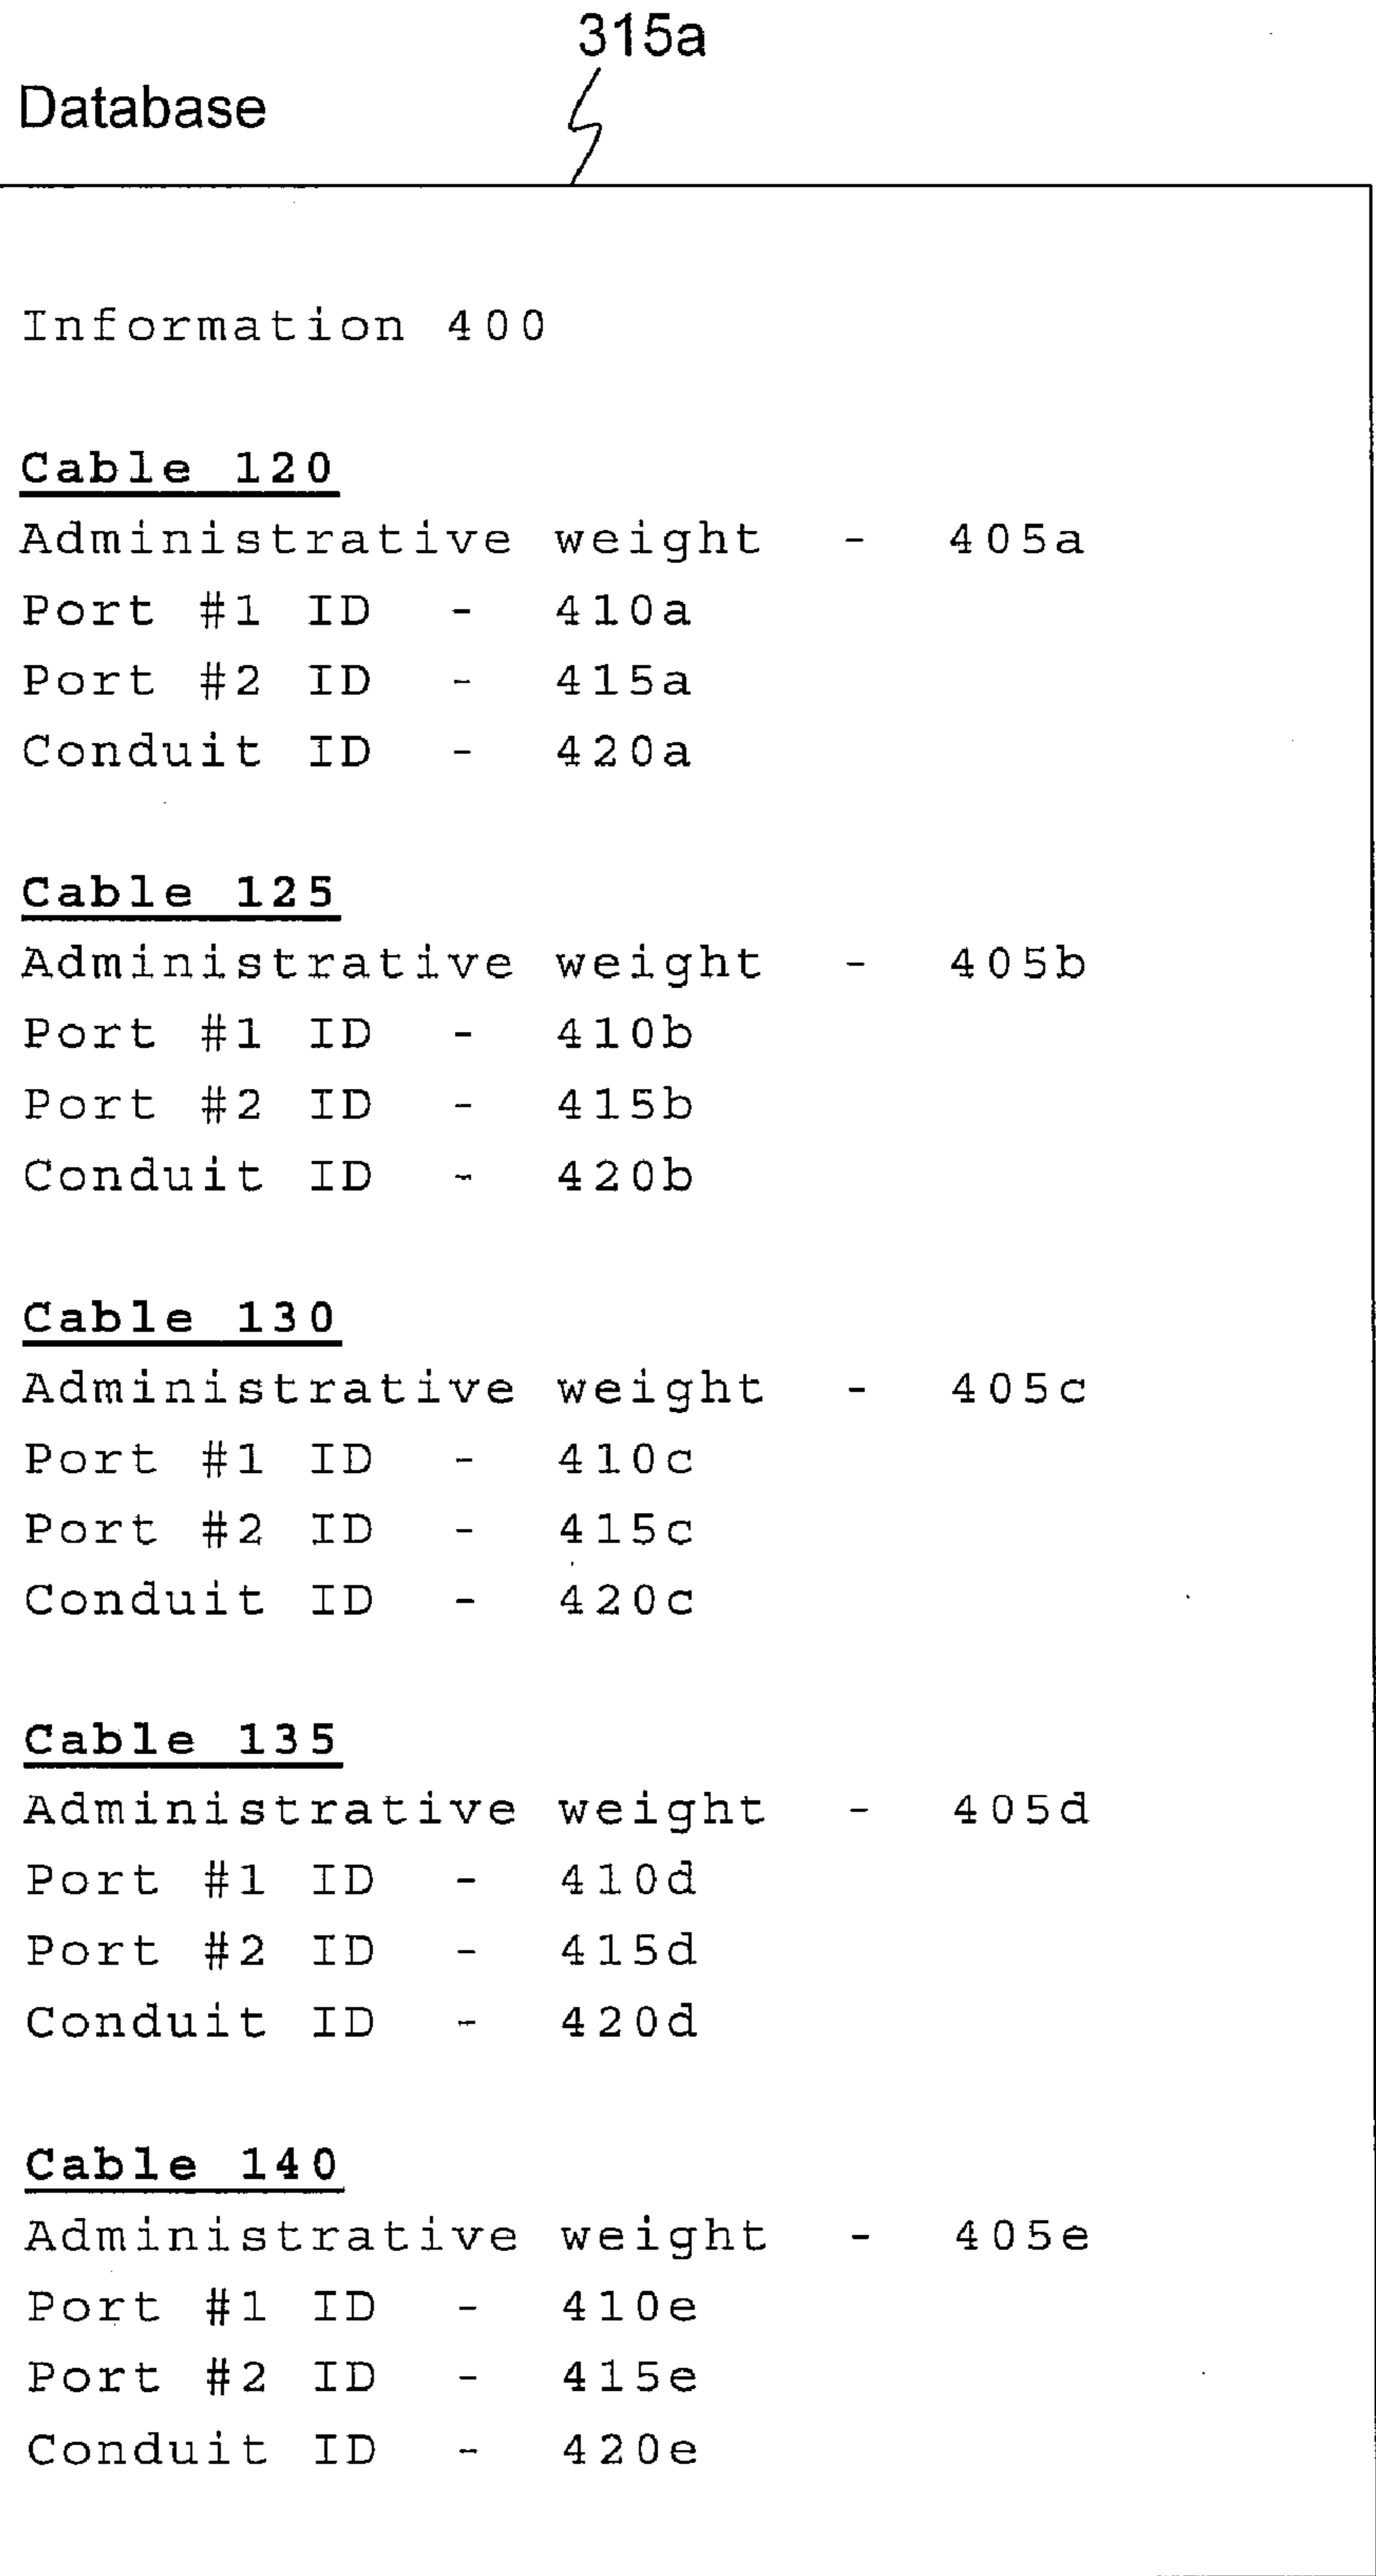 315a
Database
Information 400
Cable 120
Administrative weight - 405a
Port #1 ID - 410a
Port #2 ID - 415a
Conduit ID - 420a
Cable 125
Administrative weight - 405b
Port #1 ID - 410b
Port #2 ID - 415b
Conduit ID - 420b
Cable 130
Administrative weight - 405c
Port #1 ID - 410c
Port #2 ID - 415c
Conduit ID - 420c
Cable 135
Administrative weight - 405d
Port #1 ID - 410d
Port #2 ID - 415d
Conduit ID - 420d
Cable 140
Administrative weight - 405e
Port #1 ID - 410e
Port #2 ID - 415e
Conduit ID - 420e